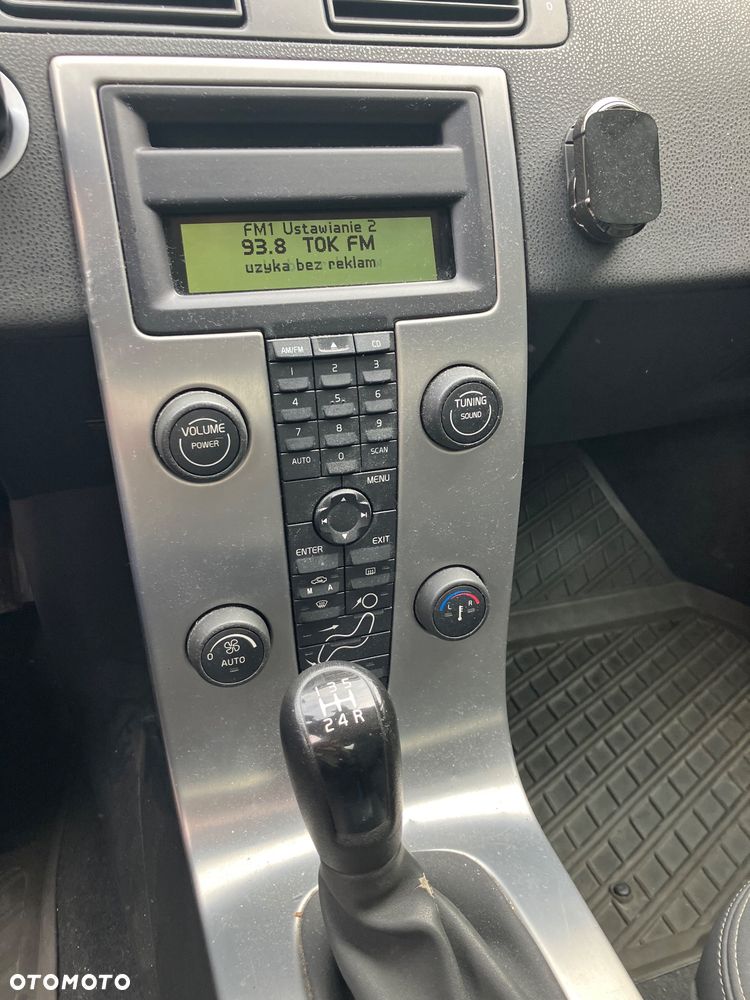 FM1 Ustawianie 2
93.8 TOK FM
uzyka bez reklam
AM/FM CD
1 2 3
4 5 6
7 8 9
AUTO 0 SCAN
MENU
ENTER EXIT
M A
VOLUME
POWER
TUNING
SOUND
0 AUTO
L R
1 3 5
2 4 R
0
OTOMOTO